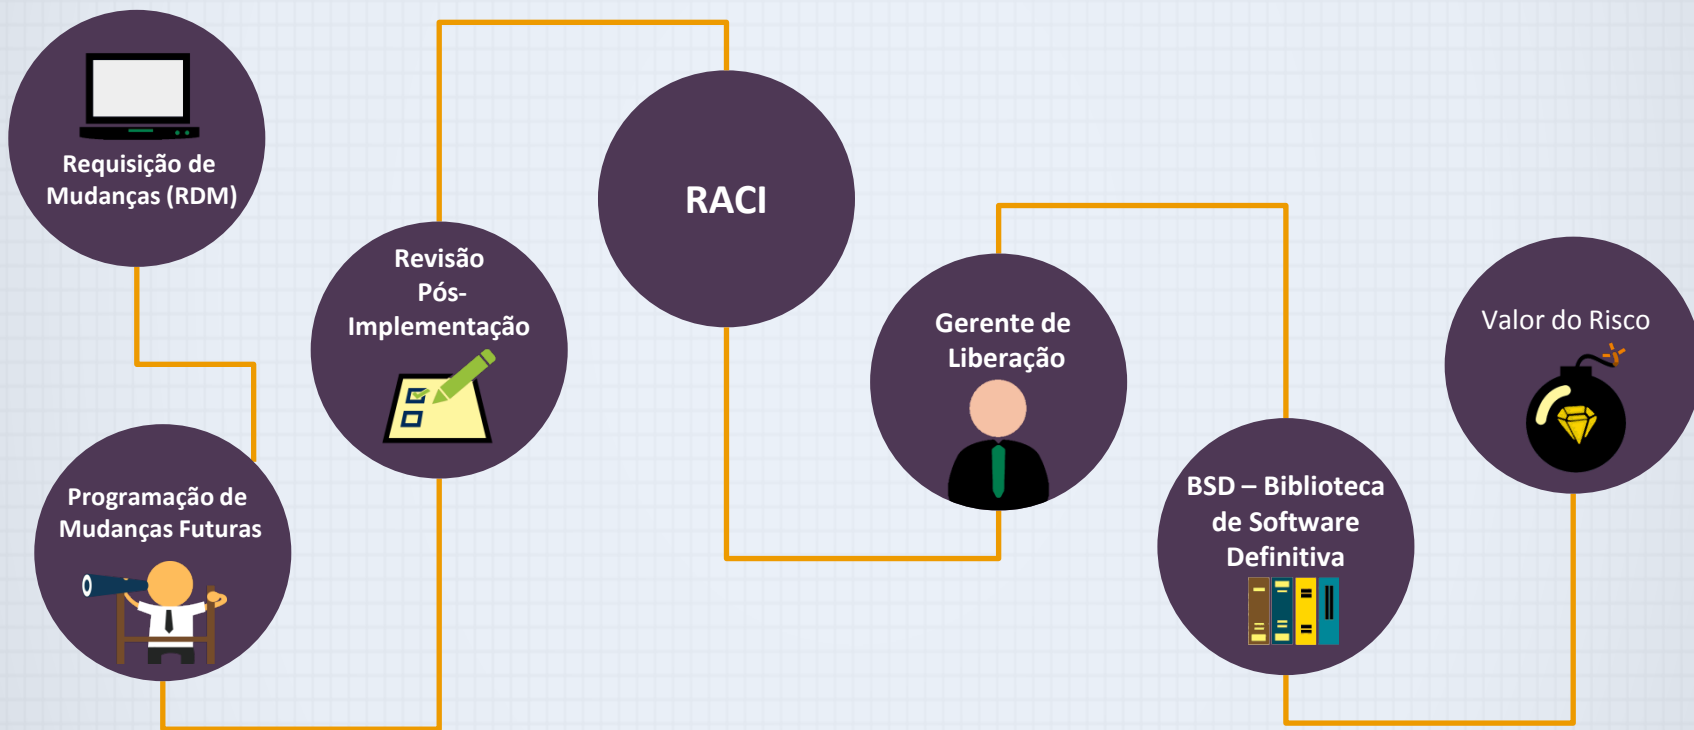 Requisição de
Mudanças (RDM)
Programação de
Mudanças Futuras
Revisão
Pós-
Implementação
RACI
Gerente de
Liberação
BSD – Biblioteca
de Software
Definitiva
Valor do Risco